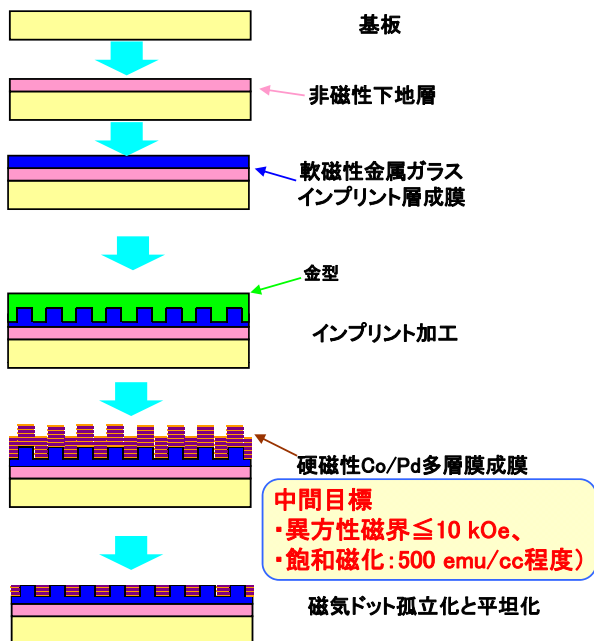 基板
非磁性下地層
軟磁性金属ガラス
インプリント層成膜
金型
インプリント加工
硬磁性Co/Pd多層膜成膜
中間目標
・異方性磁界≦10 kOe、
・飽和磁化：500 emu/cc程度）
磁気ドット孤立化と平坦化